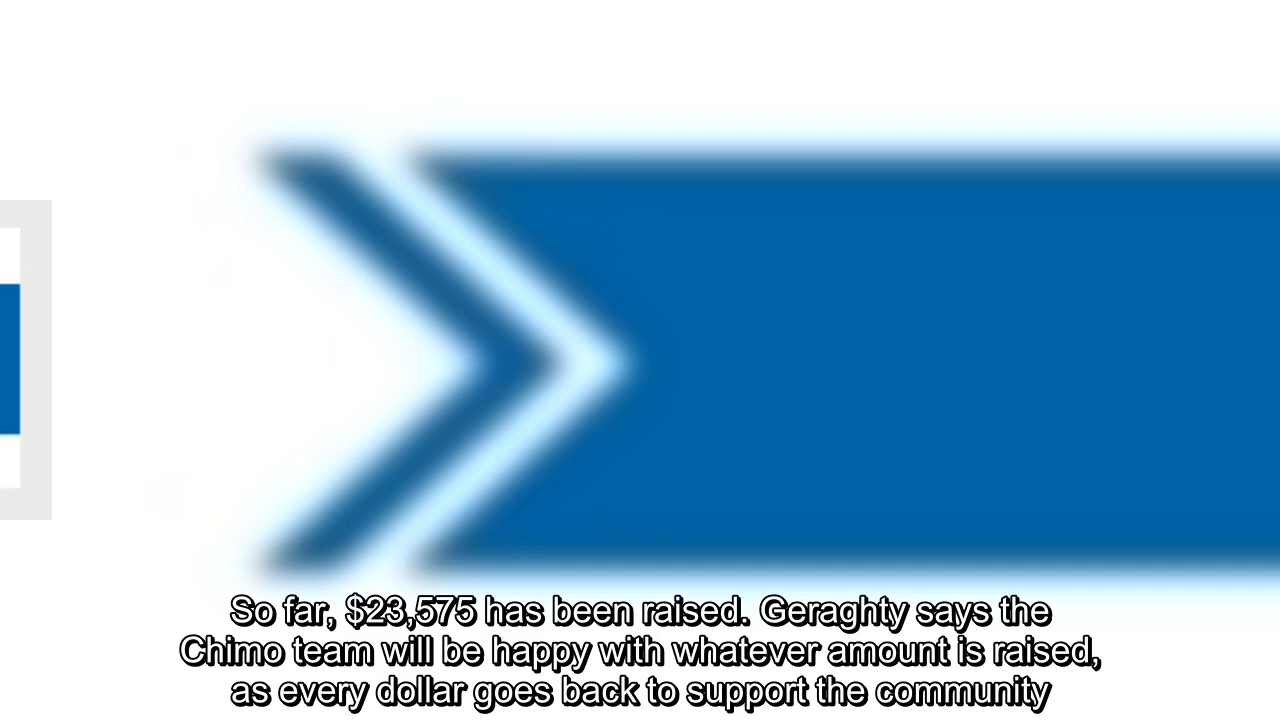 So far, $23,575 has been raised. Geraghty says the
Chimo team will be happy with whatever amount is raised,
as every dollar goes back to support the community